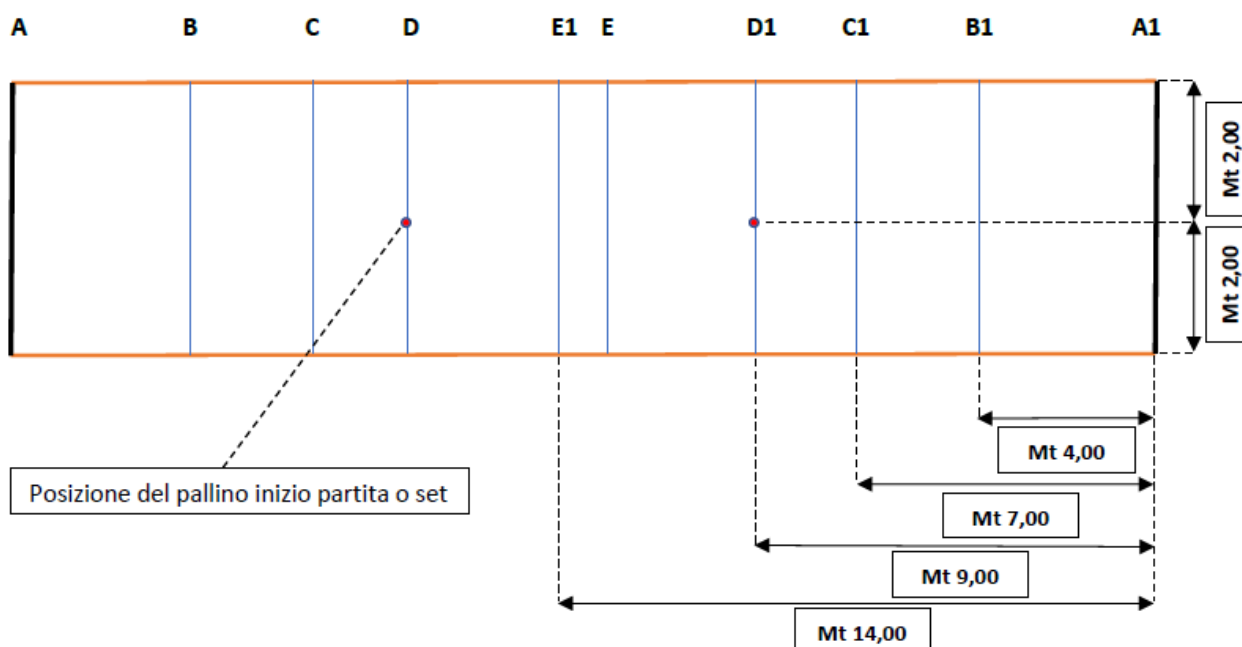 A B C D E1 E D1 C1 B1 A1
Mt 2,00
Mt 2,00
Mt 4,00
Posizione del pallino inizio partita o set
Mt 7,00
Mt 9,00
Mt 14,00